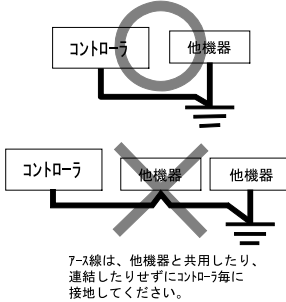 コントローラ
他機器
コントローラ
他機器
他機器
アース線は、他機器と共用したり、
連結したりせずにコントローラ毎に
接地してください。